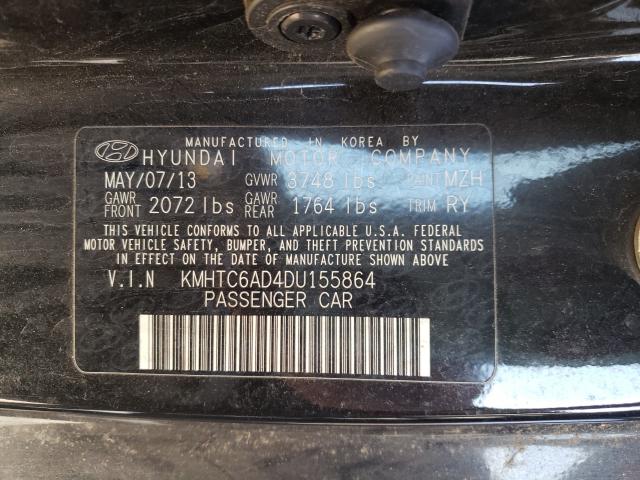 MANUFACTURED IN KOREA BY
HYUNDAI MOTOR COMPANY
MAY/07/13 GVWR 3748 lbs PAINT MZH
GAWR FRONT 2072 lbs GAWR REAR 1764 lbs TRIM RY
THIS VEHICLE CONFORMS TO ALL APPLICABLE U.S.A. FEDERAL
MOTOR VEHICLE SAFETY, BUMPER, AND THEFT PREVENTION STANDARDS
IN EFFECT ON THE DATE OF MANUFACTURE SHOWN ABOVE
V.I.N KMHTC6AD4DU155864
PASSENGER CAR